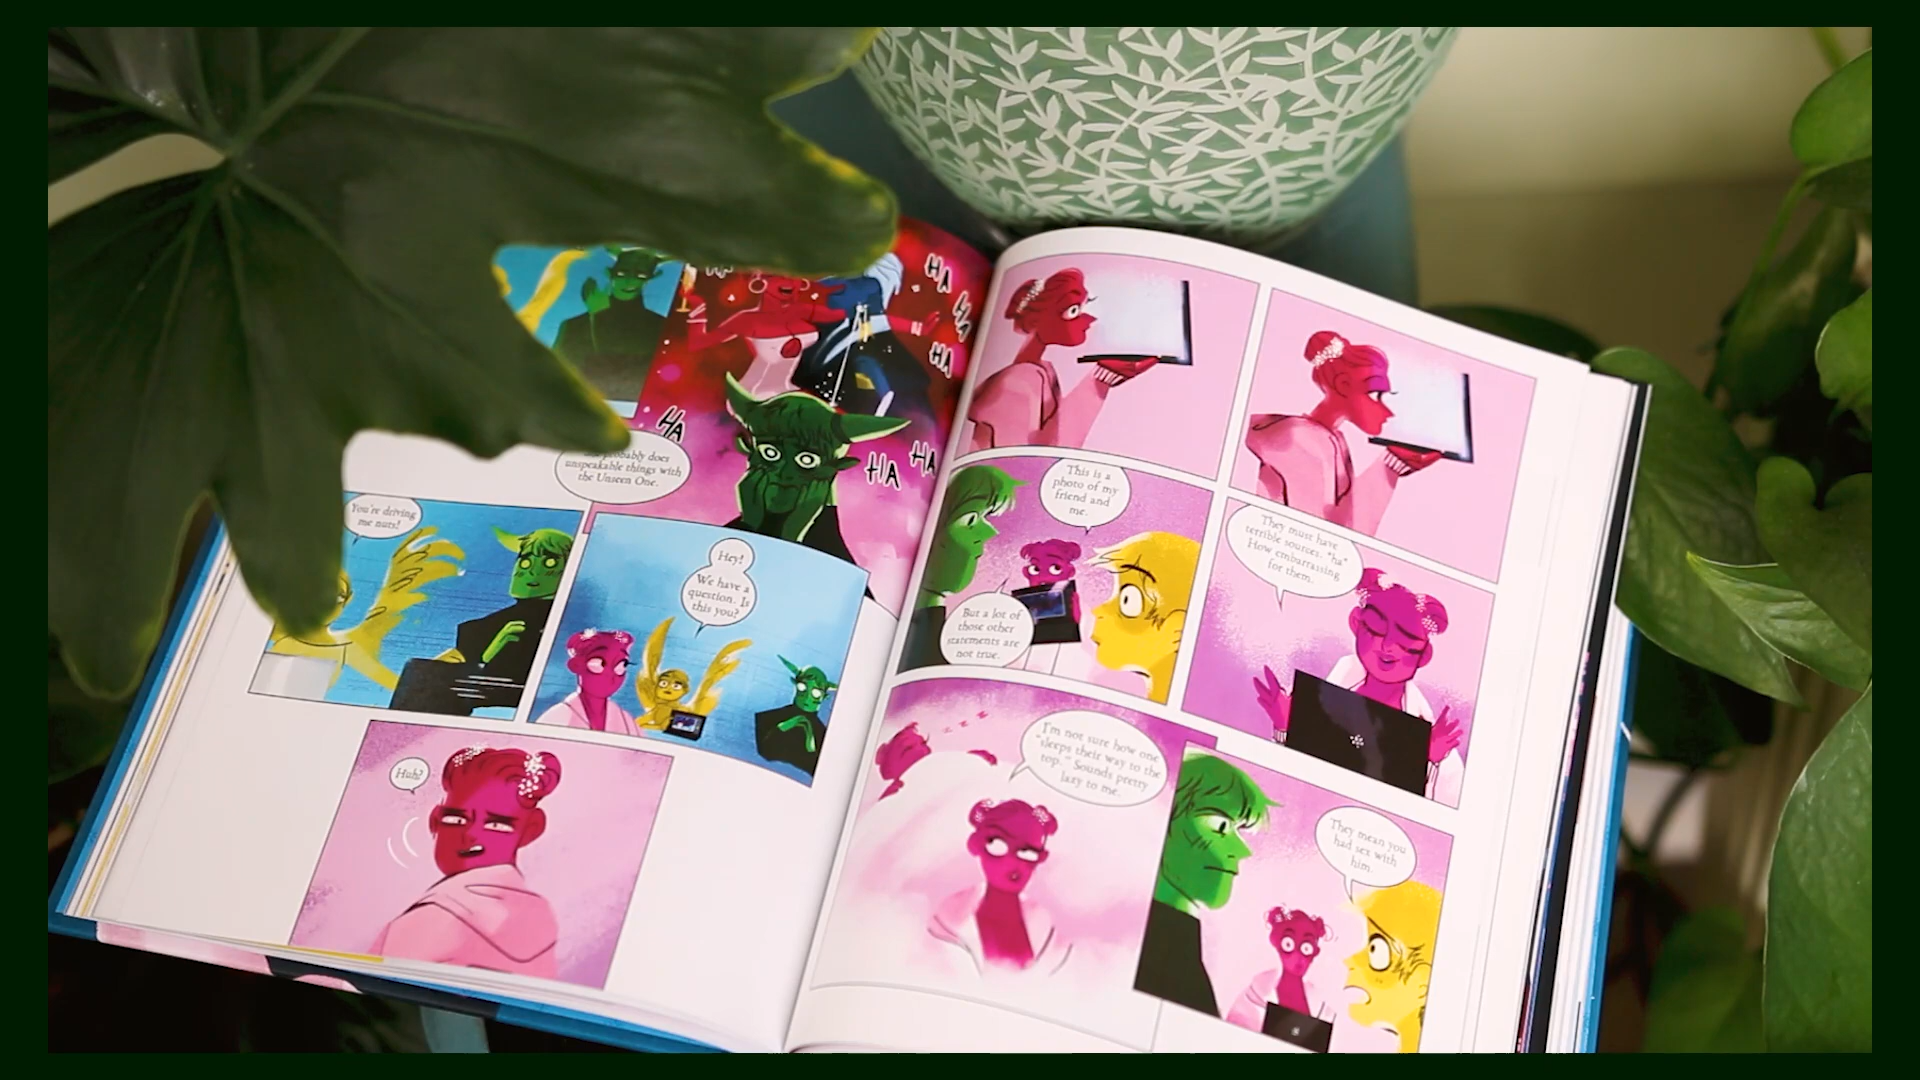 HA
HA
HA
HA
HA
HA
HA
probably does
unspeakable things with
the Unseen One.
You're driving
me nuts!
Hey!
We have a
question. Is
this you?
Huh?
This is a
photo of my
friend and
me.
But a lot of
those other
statements are
not true.
They must have
terrible sources. *ha*
How embarrassing
for them.
zzzz
I'm not sure how one
"sleeps their way to the
top." Sounds pretty
lazy to me.
They mean you
had sex with
him.